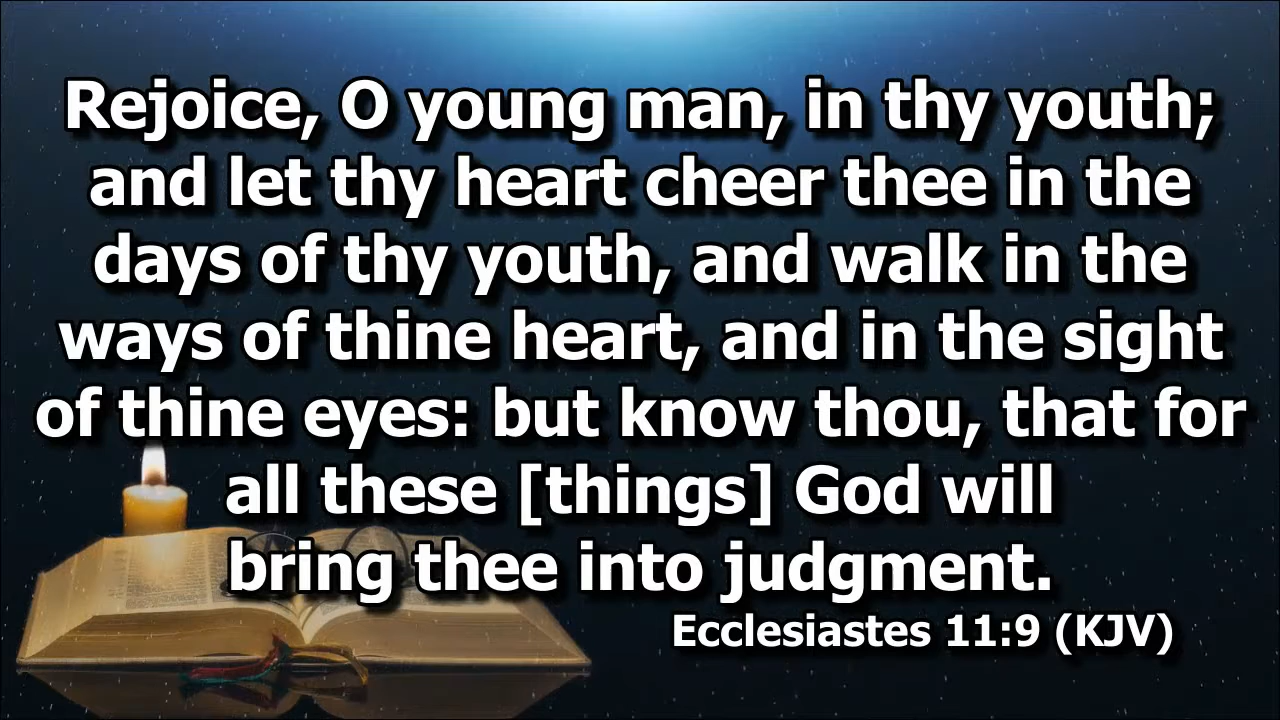 Rejoice, O young man, in thy youth;
and let thy heart cheer thee in the
days of thy youth, and walk in the
ways of thine heart, and in the sight
of thine eyes: but know thou, that for
all these [things] God will
bring thee into judgment.
Ecclesiastes 11:9 (KJV)